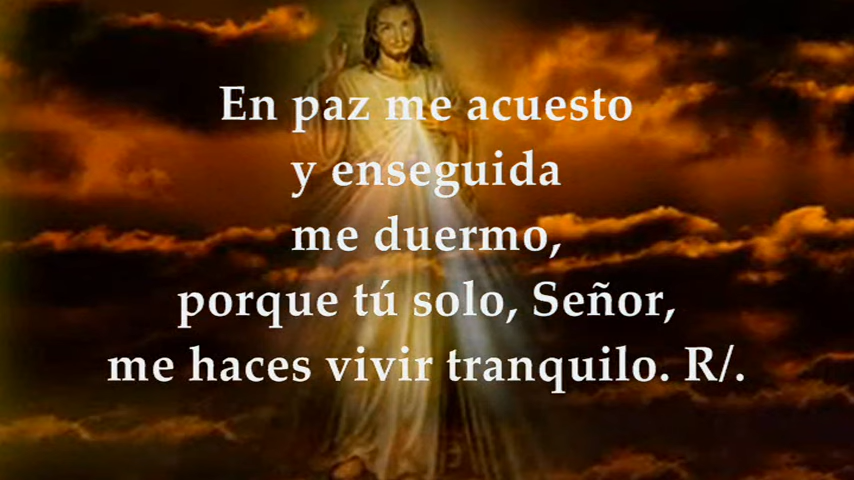 En paz me acuesto
y enseguida
me duermo,
porque tú solo, Señor,
me haces vivir tranquilo. R/.